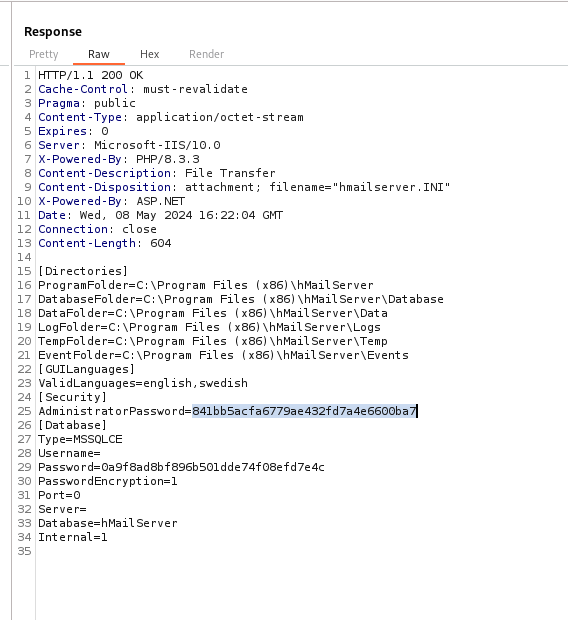 Response
Pretty Raw Hex Render
1 HTTP/1.1 200 OK
2 Cache-Control: must-revalidate
3 Pragma: public
4 Content-Type: application/octet-stream
5 Expires: 0
6 Server: Microsoft-IIS/10.0
7 X-Powered-By: PHP/8.3.3
8 Content-Description: File Transfer
9 Content-Disposition: attachment; filename="hmailserver.INI"
10 X-Powered-By: ASP.NET
11 Date: Wed, 08 May 2024 16:22:04 GMT
12 Connection: close
13 Content-Length: 604
14
15 [Directories]
16 ProgramFolder=C:\Program Files (x86)\hMailServer
17 DatabaseFolder=C:\Program Files (x86)\hMailServer\Database
18 DataFolder=C:\Program Files (x86)\hMailServer\Data
19 LogFolder=C:\Program Files (x86)\hMailServer\Logs
20 TempFolder=C:\Program Files (x86)\hMailServer\Temp
21 EventFolder=C:\Program Files (x86)\hMailServer\Events
22 [GUILanguages]
23 ValidLanguages=english,swedish
24 [Security]
25 AdministratorPassword=841bb5acfa6779ae432fd7a4e6600ba7
26 [Database]
27 Type=MSSQLCE
28 Username=
29 Password=0a9f8ad8bf896b501dde74f08efd7e4c
30 PasswordEncryption=1
31 Port=0
32 Server=
33 Database=hMailServer
34 Internal=1
35